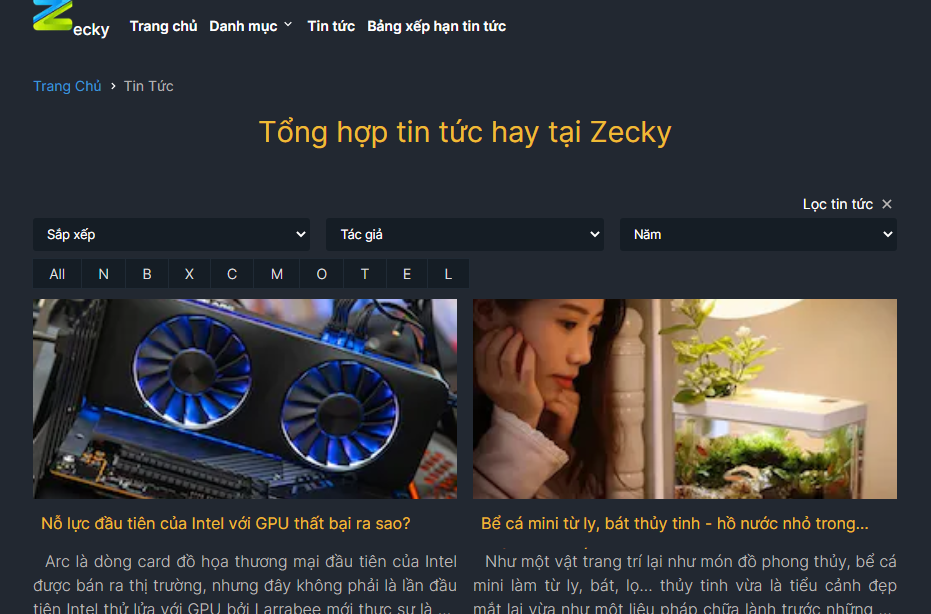 Zecky
Trang chủ Danh mục Tin tức Bảng xếp hạn tin tức
Trang Chủ › Tin Tức
Tổng hợp tin tức hay tại Zecky
Lọc tin tức ×
Sắp xếp Tác giả Năm
All N B X C M O T E L
Nỗ lực đầu tiên của Intel với GPU thất bại ra sao?
Arc là dòng card đồ họa thương mại đầu tiên của Intel
được bán ra thị trường, nhưng đây không phải là lần đầu
tiên Intel thử lửa với GPU bởi Larrabee mới thực sự là ...
Bể cá mini từ ly, bát thủy tinh - hồ nước nhỏ trong...
Như một vật trang trí lại như món đồ phong thủy, bể cá
mini làm từ ly, bát, lọ... thủy tinh vừa là tiểu cảnh đẹp
mắt lại vừa như một liệu pháp chữa lành trước những ...